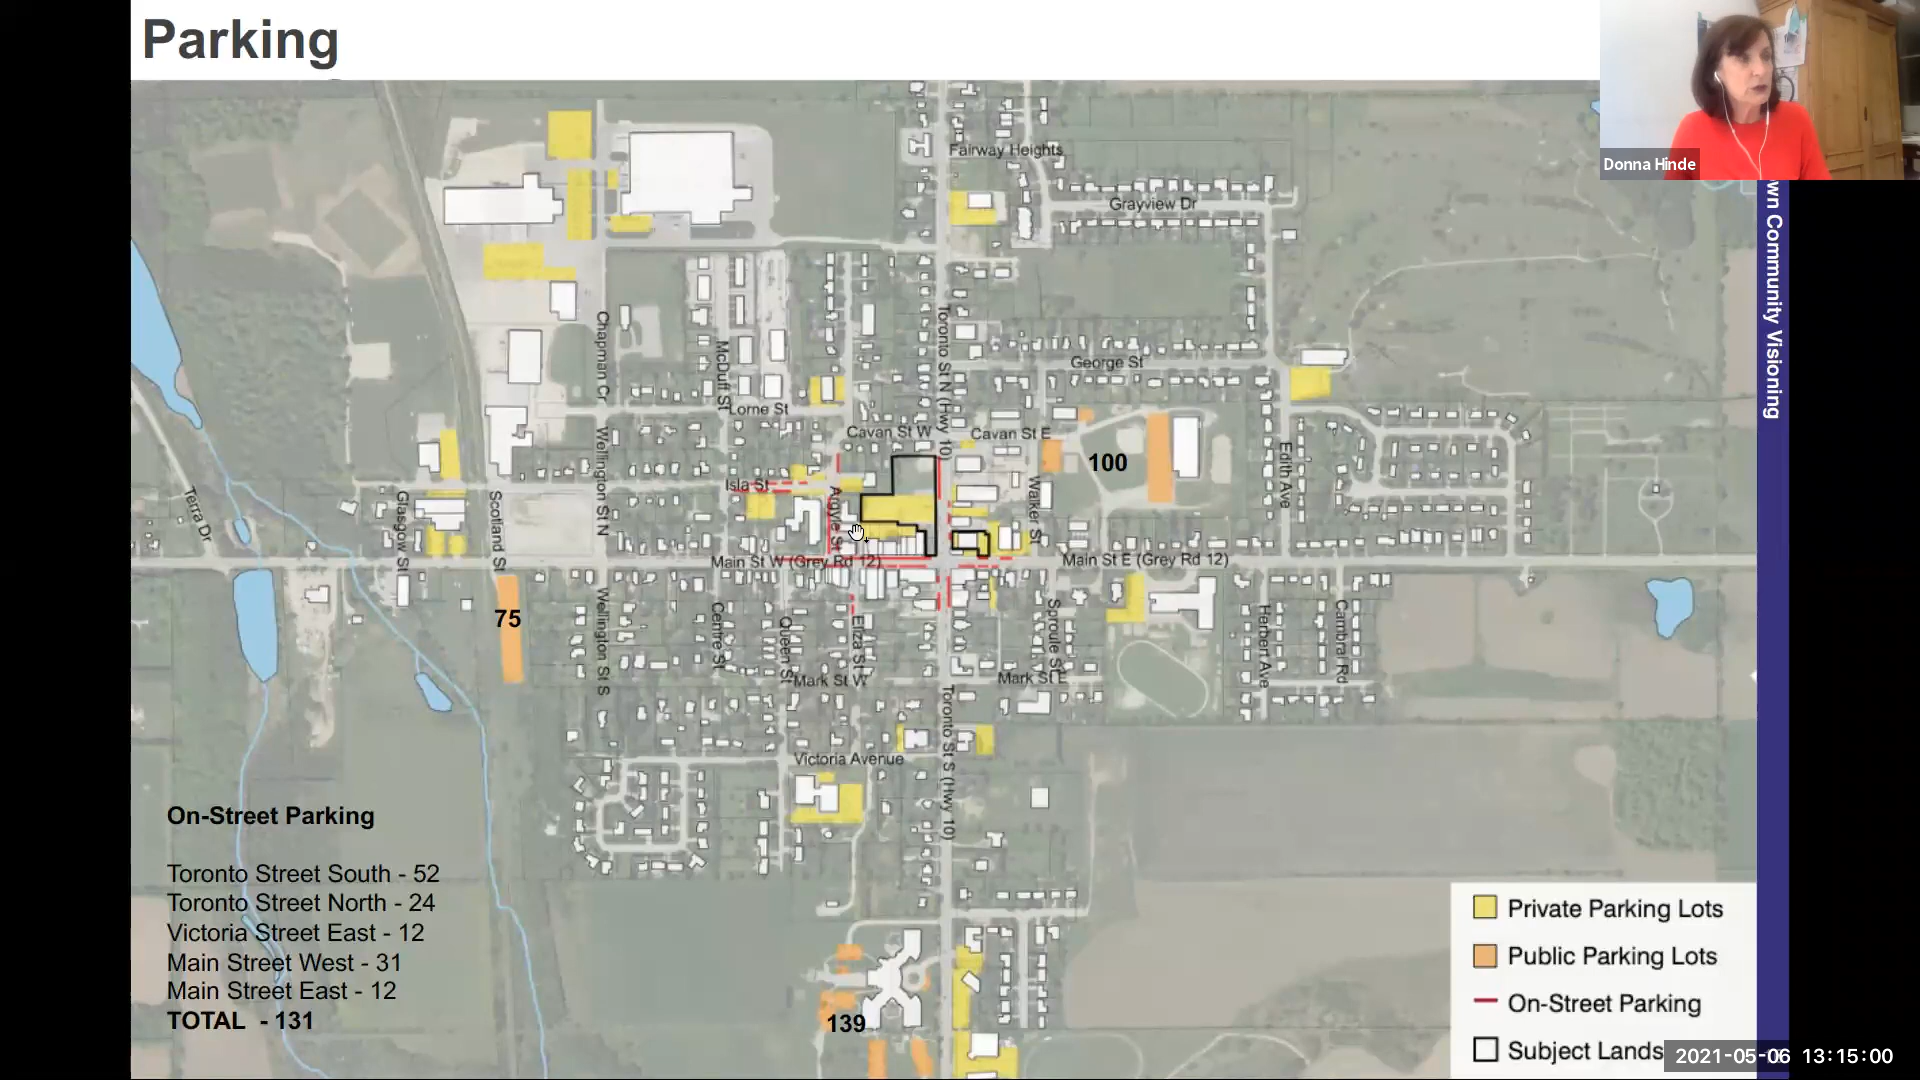 Parking
Donna Hinde
own Community Visioning
Fairway Heights
Grayview Dr
Toronto St N (Hwy 10)
Chapman Cr
McDuff St
George St
Lorne St
Cavan St W
Cavan St E
100
Edith Ave
Wellington St N
Isla St
Argyle St
Walker St
Terra Dr
Glasgow St
Scotland St
Main St W (Grey Rd 12)
Main St E (Grey Rd 12)
75
Wellington St S
Centre St
Queen St
Eliza St
Sproule St
Herbert Ave
Cambrai Rd
Mark St W
Mark St E
Toronto St S (Hwy 10)
Victoria Avenue
On-Street Parking
Toronto Street South - 52
Toronto Street North - 24
Victoria Street East - 12
Main Street West - 31
Main Street East - 12
TOTAL - 131
139
Private Parking Lots
Public Parking Lots
On-Street Parking
Subject Lands
2021-05-06 13:15:00